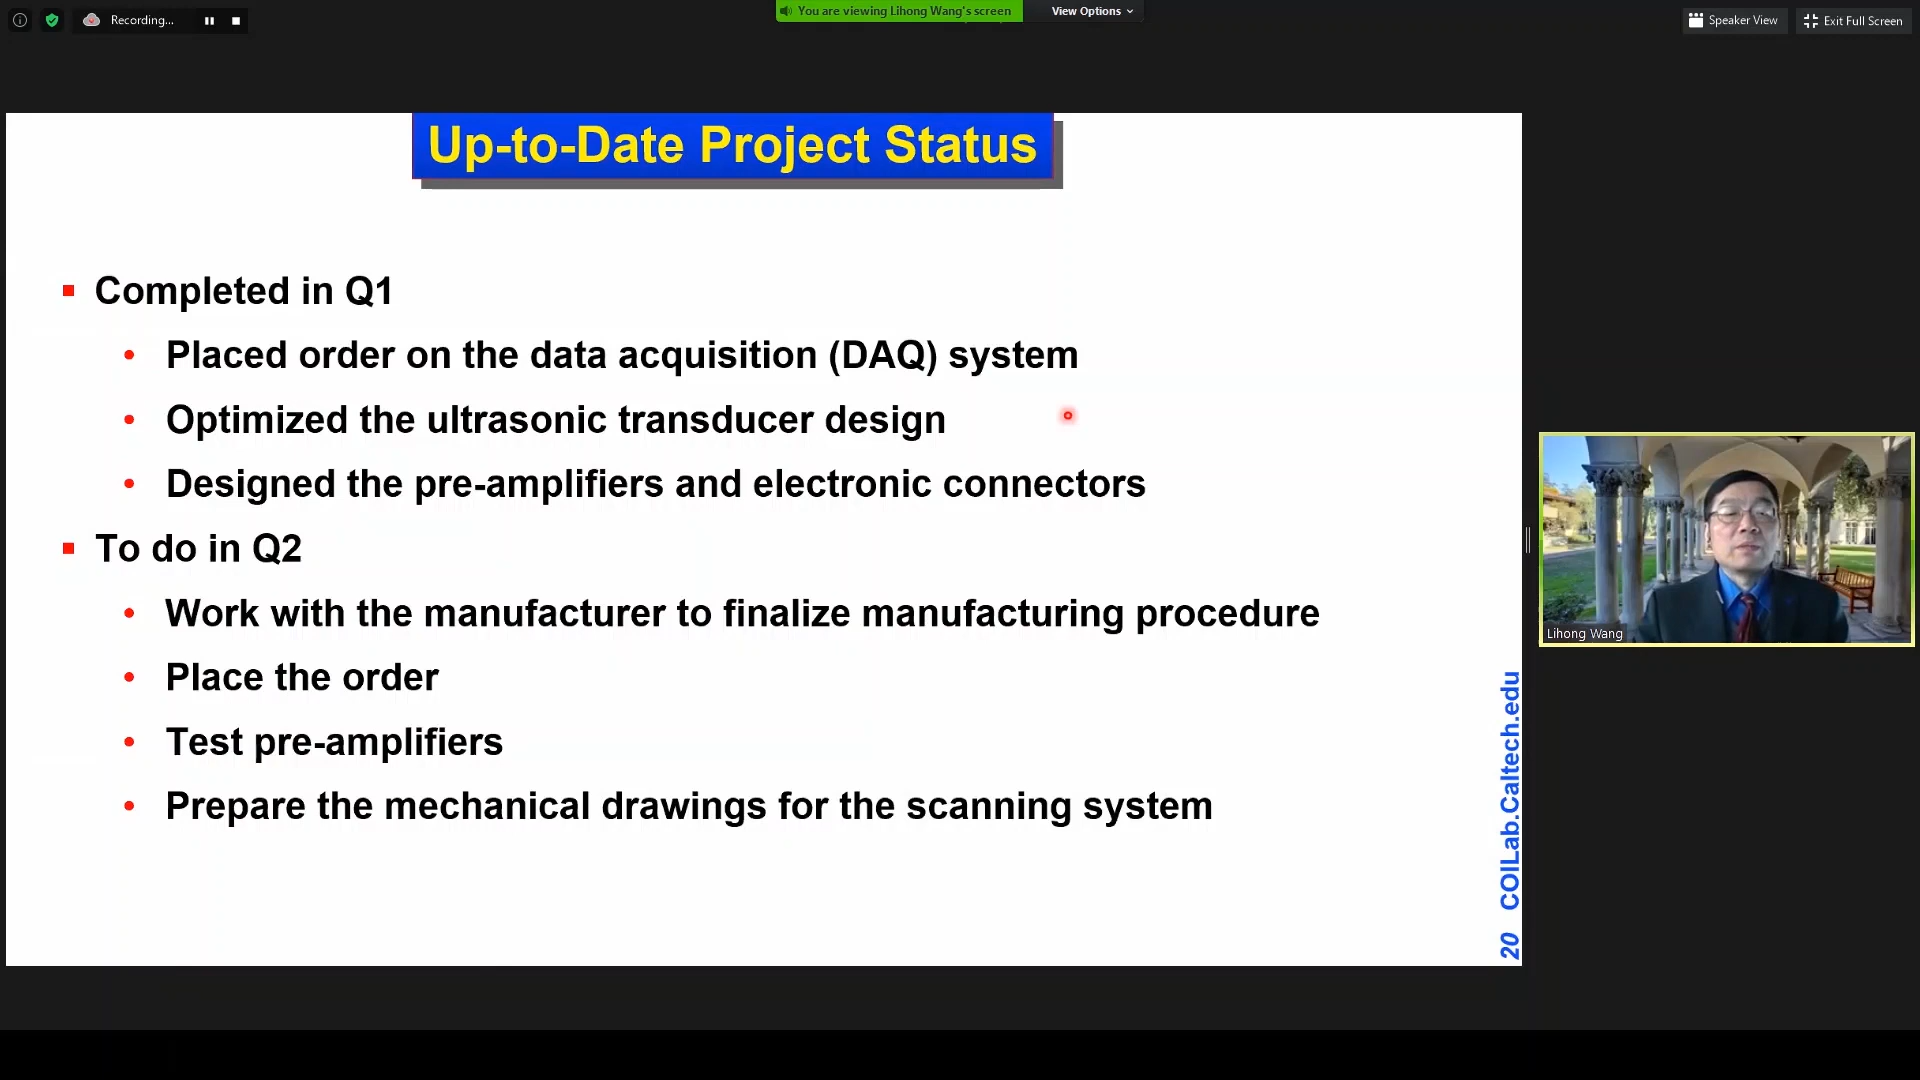 Recording...
You are viewing Lihong Wang's screen
View Options
Speaker View
Exit Full Screen
Up-to-Date Project Status
Completed in Q1
Placed order on the data acquisition (DAQ) system
Optimized the ultrasonic transducer design
Designed the pre-amplifiers and electronic connectors
To do in Q2
Work with the manufacturer to finalize manufacturing procedure
Place the order
Test pre-amplifiers
Prepare the mechanical drawings for the scanning system
20 COILab.Caltech.edu
Lihong Wang